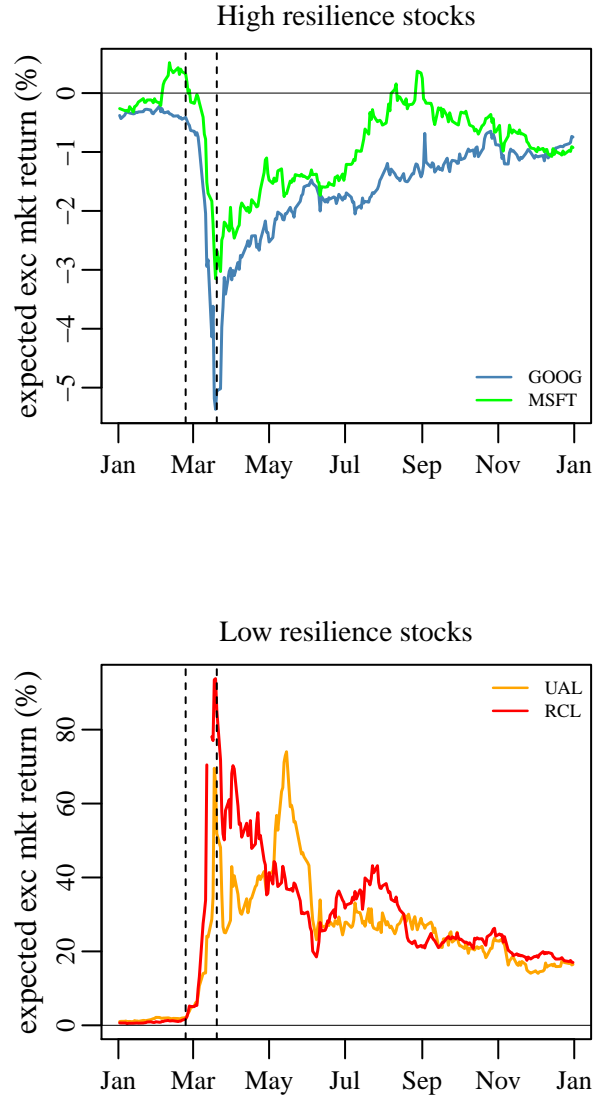 High resilience stocks
expected exc mkt return (%)
0
−1
−2
−3
−4
−5
GOOG
MSFT
Jan Mar May Jul Sep Nov Jan
Low resilience stocks
expected exc mkt return (%)
80
60
40
20
0
UAL
RCL
Jan Mar May Jul Sep Nov Jan